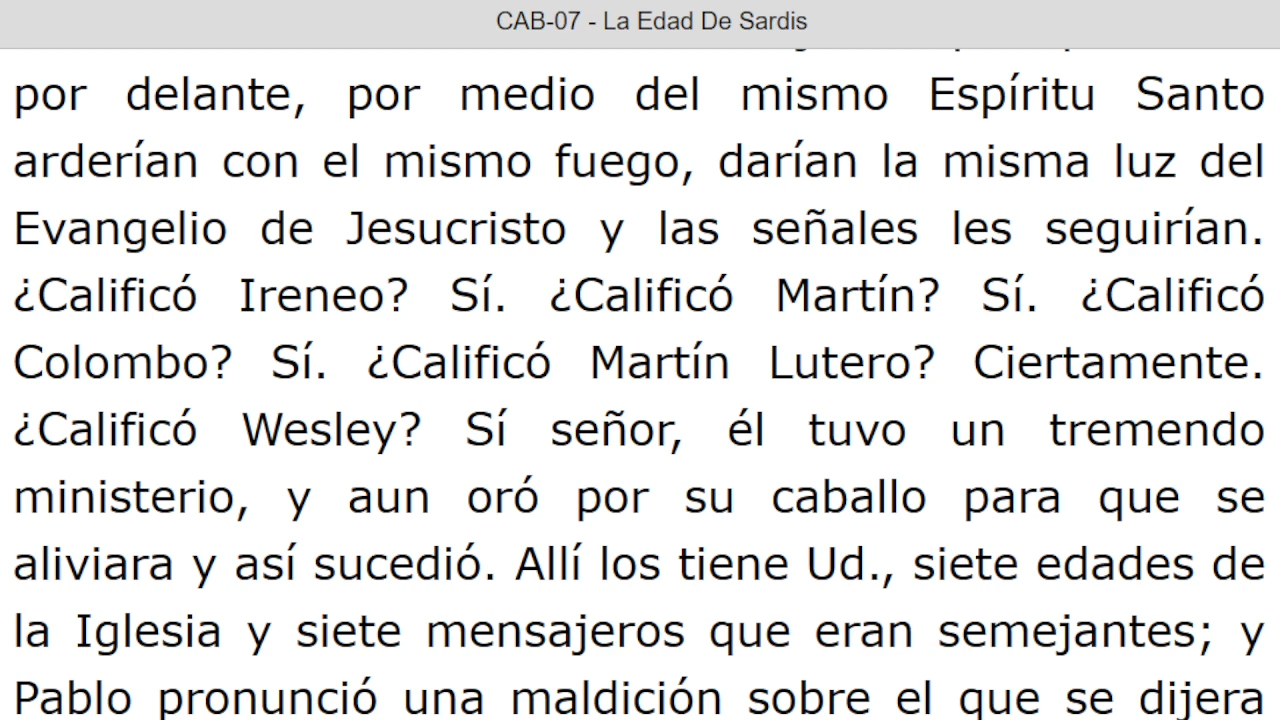 CAB-07 - La Edad De Sardis
por delante, por medio del mismo Espíritu Santo
arderían con el mismo fuego, darían la misma luz del
Evangelio de Jesucristo y las señales les seguirían.
¿Calificó Ireneo? Sí. ¿Calificó Martín? Sí. ¿Calificó
Colombo? Sí. ¿Calificó Martín Lutero? Ciertamente.
¿Calificó Wesley? Sí señor, él tuvo un tremendo
ministerio, y aun oró por su caballo para que se
aliviara y así sucedió. Allí los tiene Ud., siete edades de
la Iglesia y siete mensajeros que eran semejantes; y
Pablo pronunció una maldición sobre el que se dijera